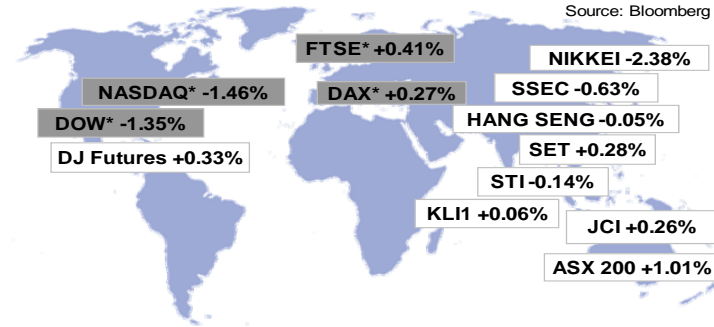 Source: Bloomberg
FTSE* +0.41%
NIKKEI -2.38%
NASDAQ* -1.46%
DAX* +0.27%
SSEC -0.63%
DOW* -1.35%
HANG SENG -0.05%
DJ Futures +0.33%
SET +0.28%
STI -0.14%
KLI1 +0.06%
JCI +0.26%
ASX 200 +1.01%